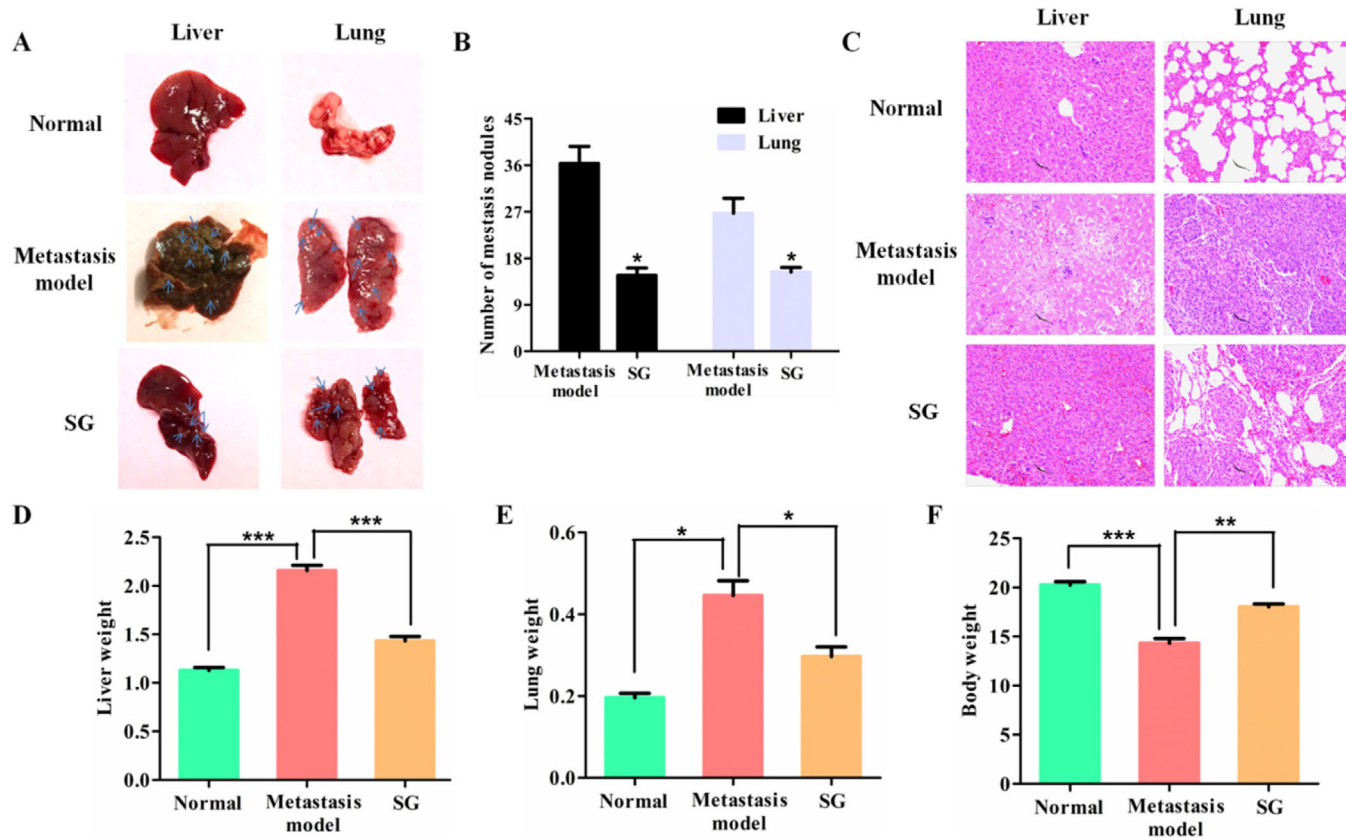 A
Liver
Lung
Normal
Metastasis
model
SG
B
Number of mestasis nodules
45
36
27
18
9
0
Liver
Lung
*
*
Metastasis
model
SG
Metastasis
model
SG
C
Liver
Lung
Normal
Metastasis
model
SG
D
Liver weight
2.5
2.0
1.5
1.0
0.5
0.0
***
***
Normal
Metastasis
model
SG
E
Lung weight
0.6
0.4
0.2
0.0
*
*
Normal
Metastasis
model
SG
F
Body weight
25
20
15
10
5
0
***
**
Normal
Metastasis
model
SG